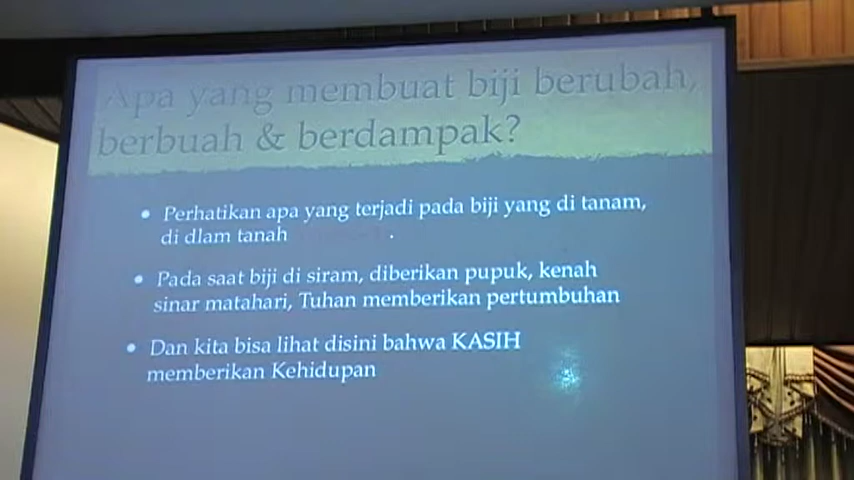 Apa yang membuat biji berubah,
berbuah & berdampak?
• Perhatikan apa yang terjadi pada biji yang di tanam,
di dlam tanah
• Pada saat biji di siram, diberikan pupuk, kenah
sinar matahari, Tuhan memberikan pertumbuhan
• Dan kita bisa lihat disini bahwa KASIH
memberikan Kehidupan